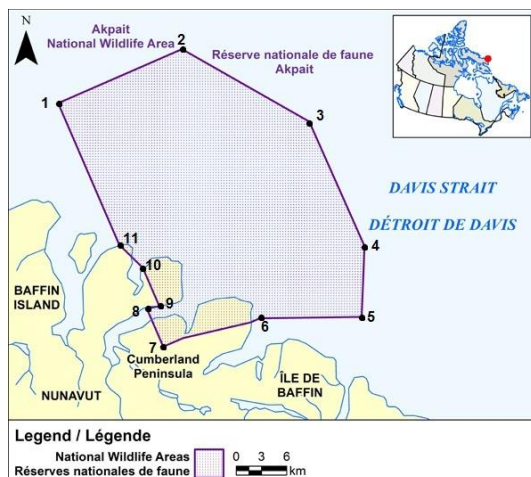 Akpait
National Wildlife Area
Réserve nationale de faune
Akpait
N
1
2
3
4
5
6
7
8
9
10
11
DAVIS STRAIT
DÉTROIT DE DAVIS
BAFFIN
ISLAND
NUNAVUT
Cumberland
Peninsula
ÎLE DE
BAFFIN
Legend / Légende
National Wildlife Areas
Réserves nationales de faune
0 3 6
km